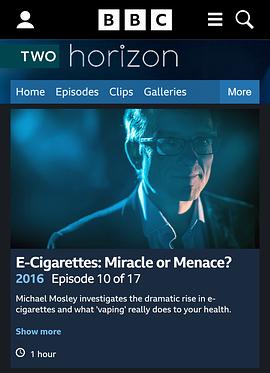 BBC
TWO horizon
Home Episodes Clips Galleries More
E-Cigarettes: Miracle or Menace?
2016 Episode 10 of 17
Michael Mosley investigates the dramatic rise in e-
cigarettes and what 'vaping' really does to your health.
Show more
1 hour